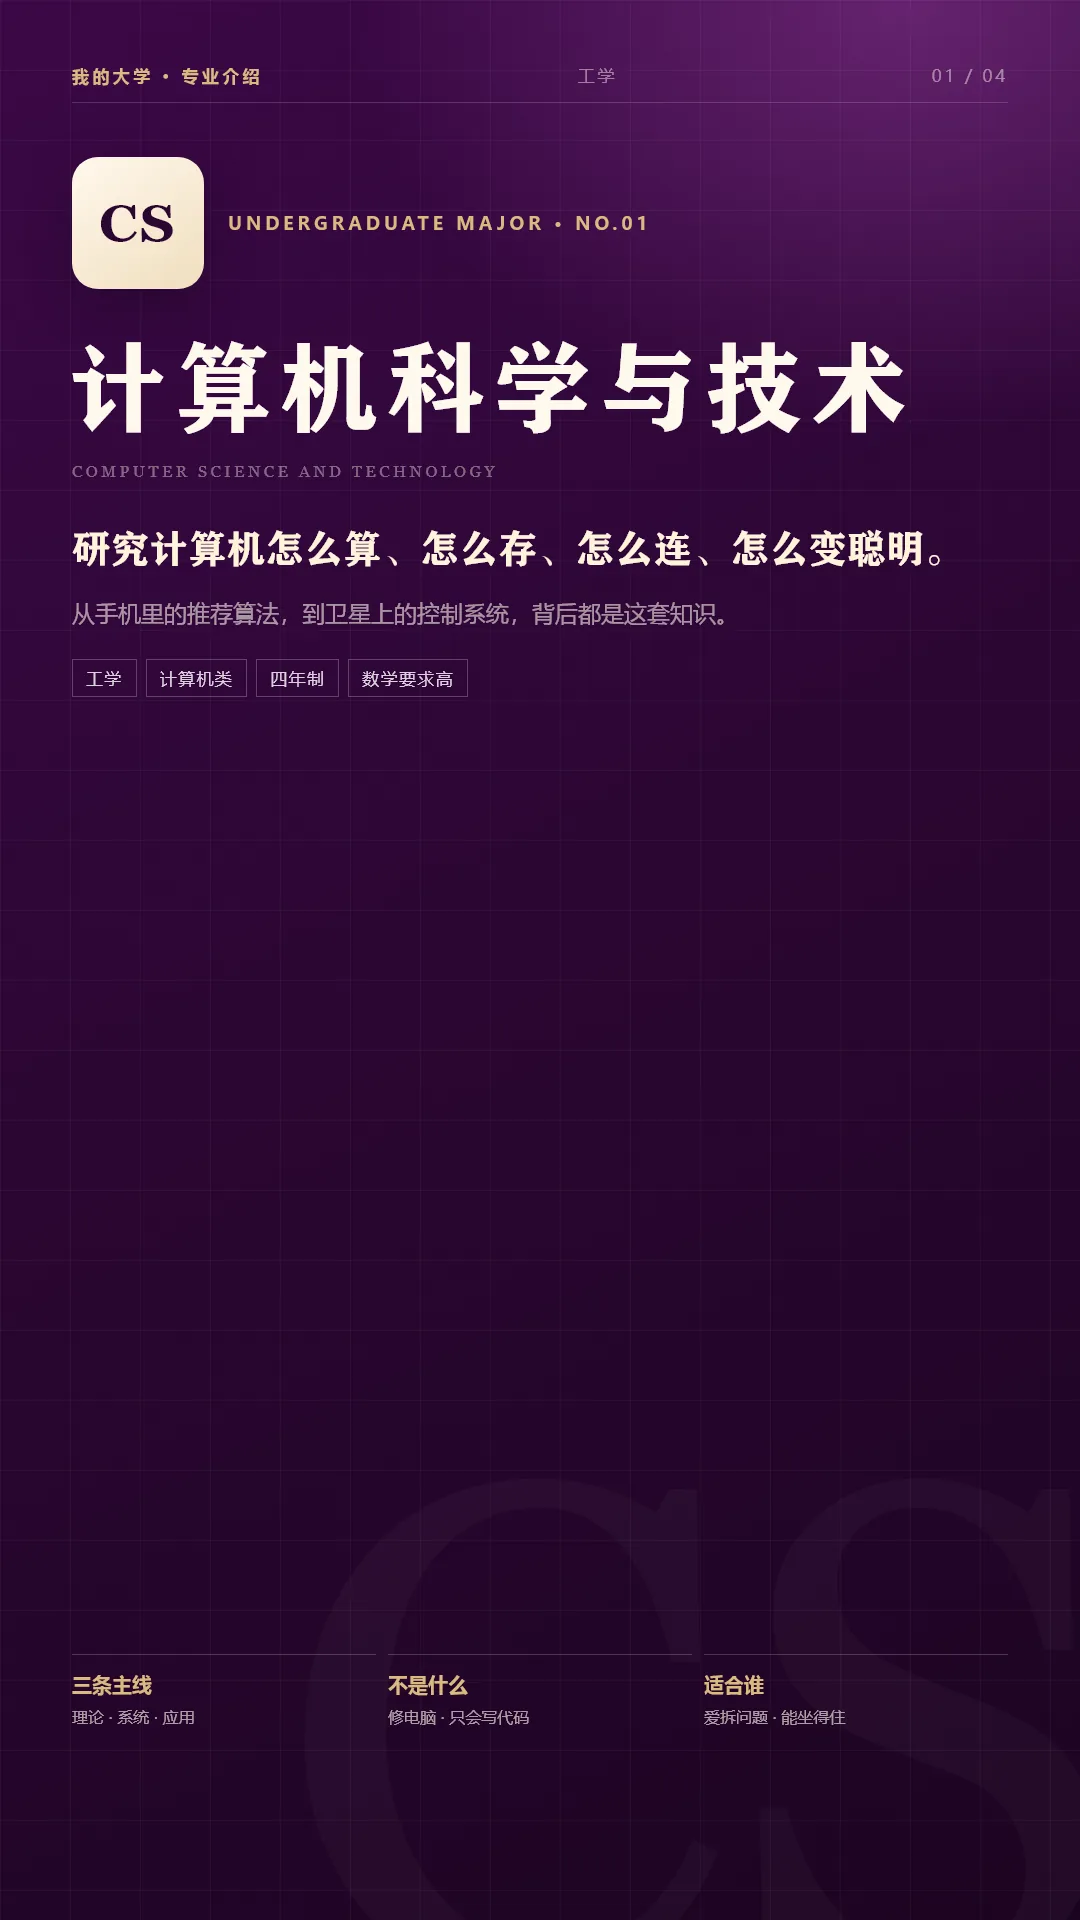 我的大学 • 专业介绍
工学
01 / 04
CS
UNDERGRADUATE MAJOR • NO.01
计算机科学与技术
COMPUTER SCIENCE AND TECHNOLOGY
研究计算机怎么算、怎么存、怎么连、怎么变聪明。
从手机里的推荐算法，到卫星上的控制系统，背后都是这套知识。
工学
计算机类
四年制
数学要求高
三条主线
理论 · 系统 · 应用
不是什么
修电脑 · 只会写代码
适合谁
爱拆问题 · 能坐得住
CS